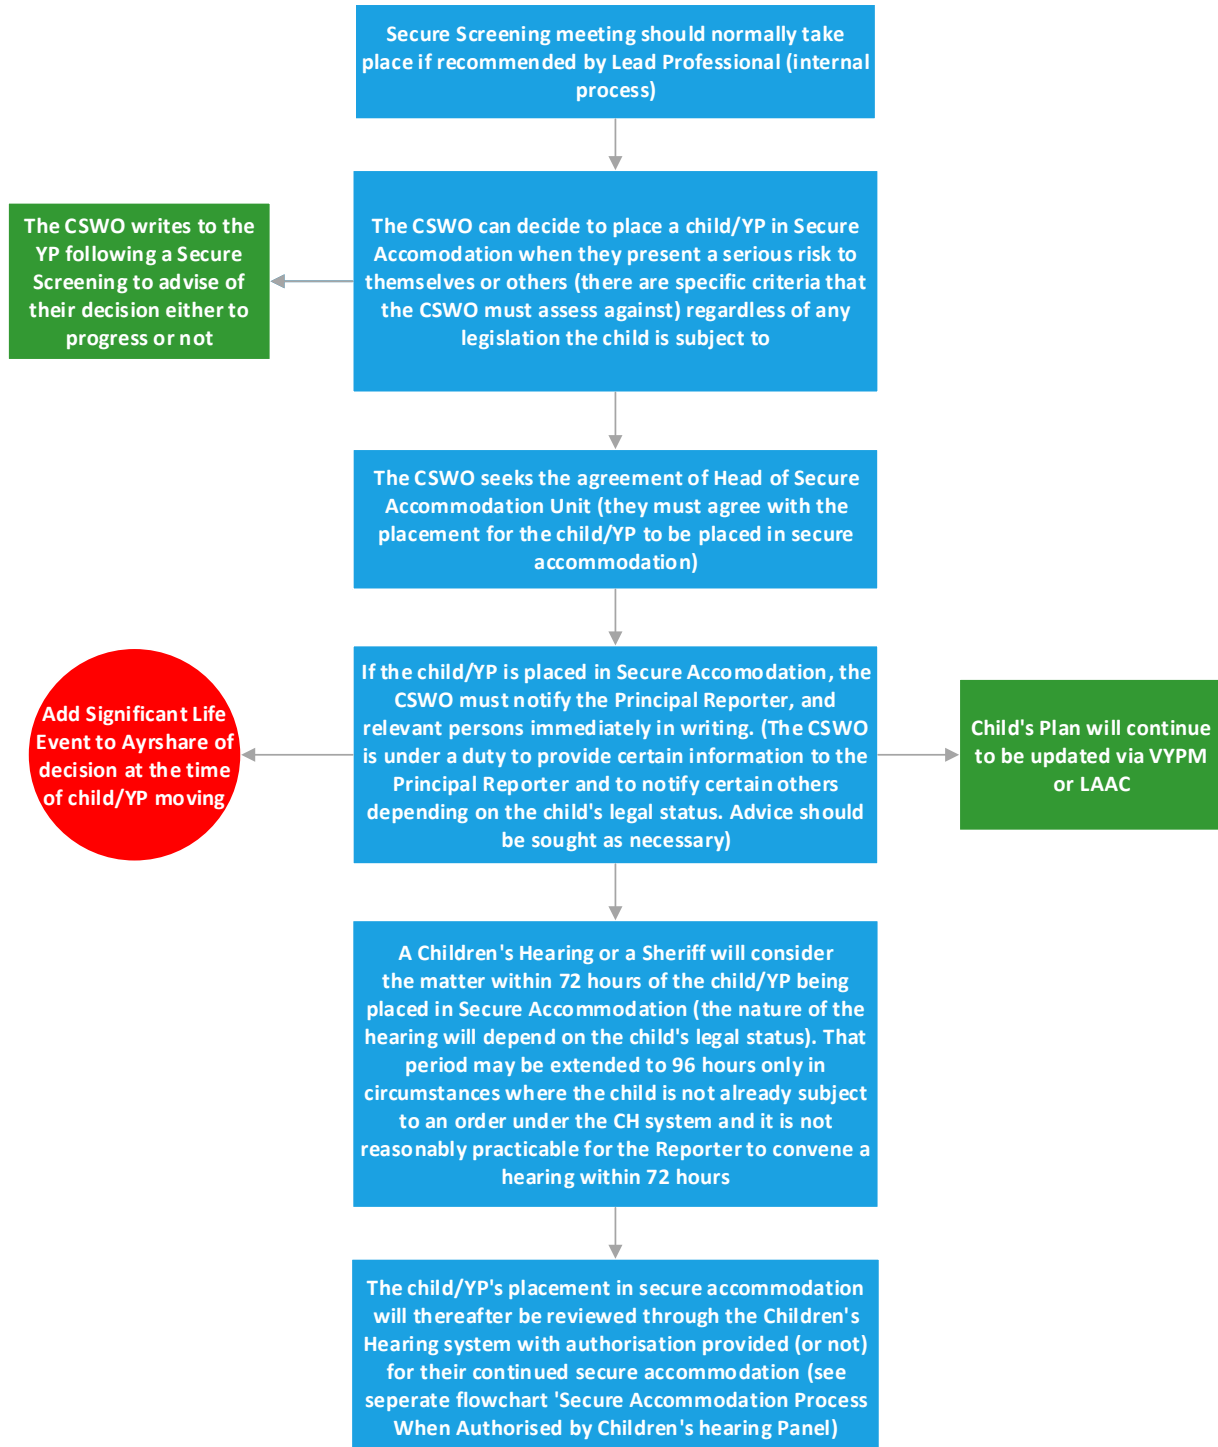 Secure Screening meeting should normally take
place if recommended by Lead Professional (internal
process)
The CSWO writes to the
YP following a Secure
Screening to advise of
their decision either to
progress or not
The CSWO can decide to place a child/YP in Secure
Accomodation when they present a serious risk to
themselves or others (there are specific criteria that
the CSWO must assess against) regardless of any
legislation the child is subject to
The CSWO seeks the agreement of Head of Secure
Accommodation Unit (they must agree with the
placement for the child/YP to be placed in secure
accommodation)
Add Significant Life
Event to Ayrshare of
decision at the time
of child/YP moving
If the child/YP is placed in Secure Accomodation, the
CSWO must notify the Principal Reporter, and
relevant persons immediately in writing. (The CSWO
is under a duty to provide certain information to the
Principal Reporter and to notify certain others
depending on the child's legal status. Advice should
be sought as necessary)
Child's Plan will continue
to be updated via VYPM
or LAAC
A Children's Hearing or a Sheriff will consider
the matter within 72 hours of the child/YP being
placed in Secure Accommodation (the nature of the
hearing will depend on the child's legal status). That
period may be extended to 96 hours only in
circumstances where the child is not already subject
to an order under the CH system and it is not
reasonably practicable for the Reporter to convene a
hearing within 72 hours
The child/YP's placement in secure accommodation
will thereafter be reviewed through the Children's
Hearing system with authorisation provided (or not)
for their continued secure accommodation (see
seperate flowchart 'Secure Accommodation Process
When Authorised by Children's hearing Panel)